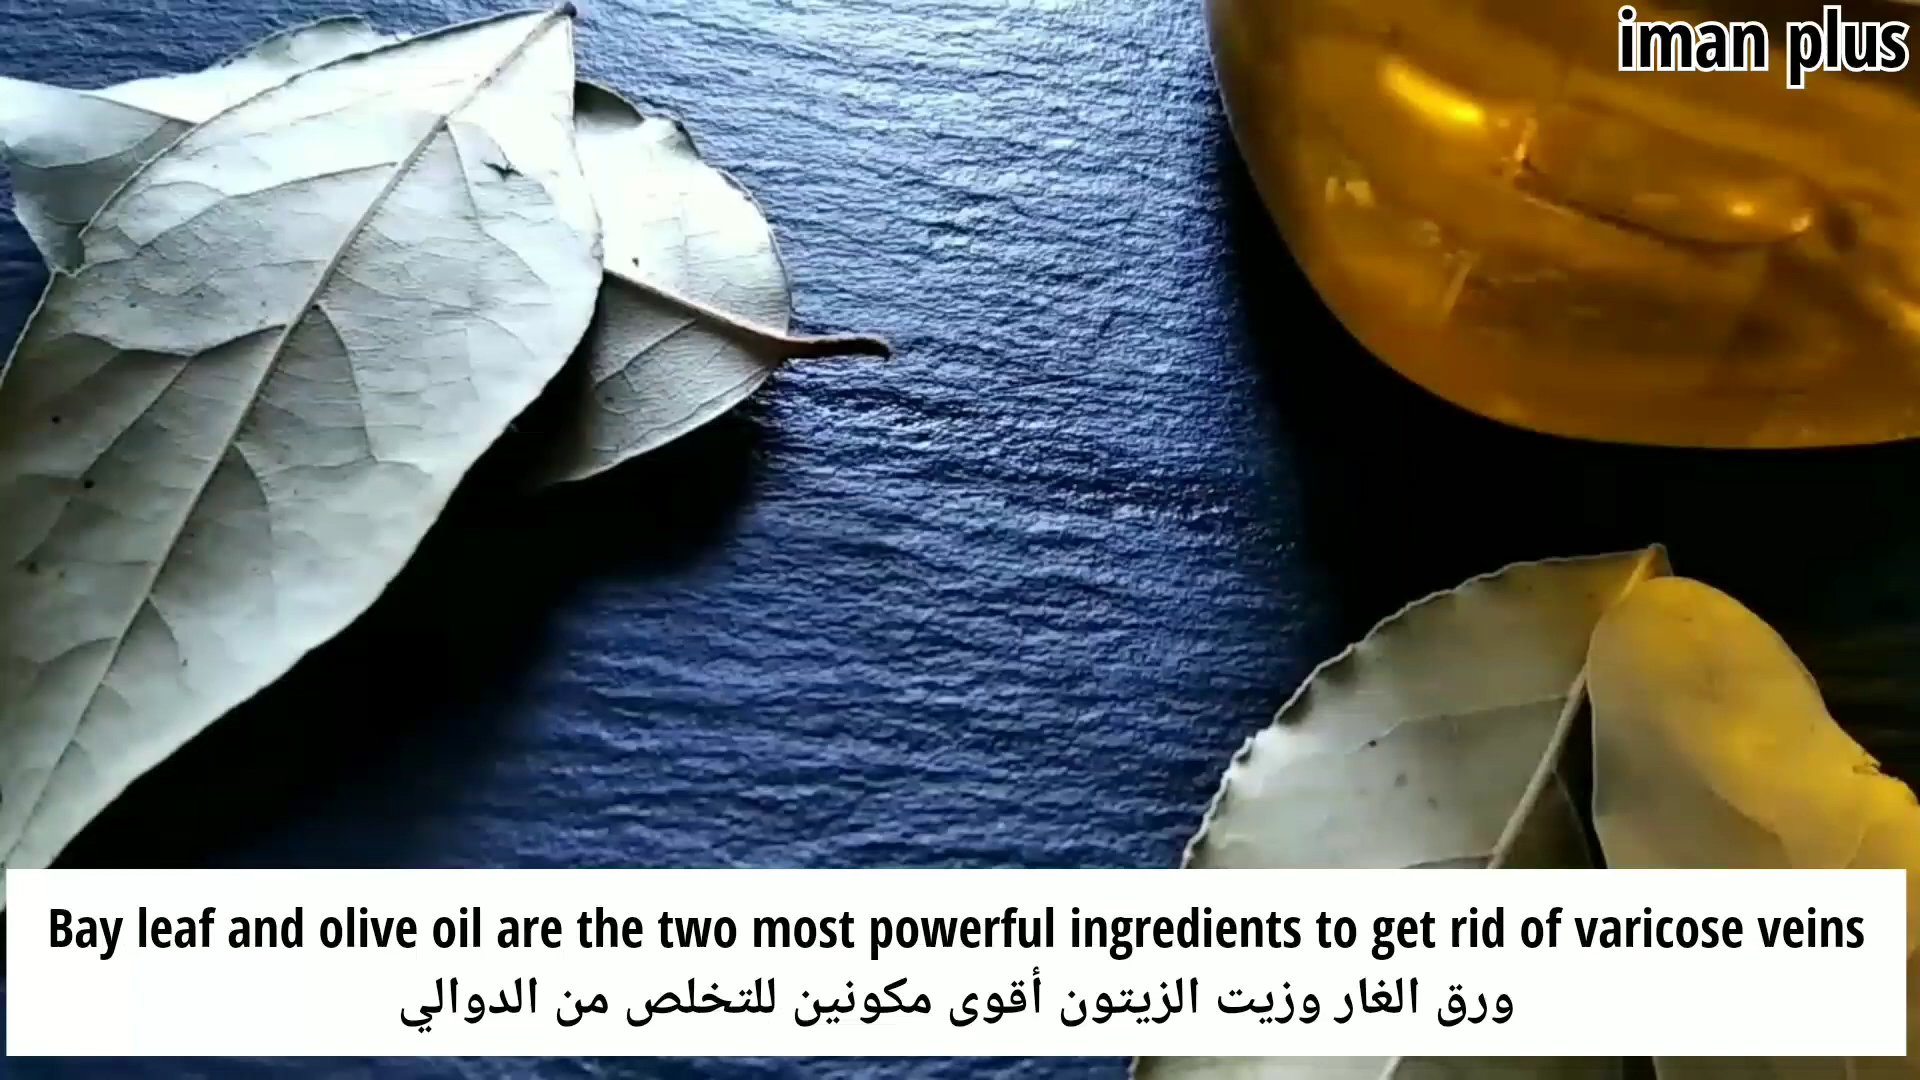 iman plus
Bay leaf and olive oil are the two most powerful ingredients to get rid of varicose veins
ورق الغار وزيت الزيتون أقوى مكونين للتخلص من الدوالي